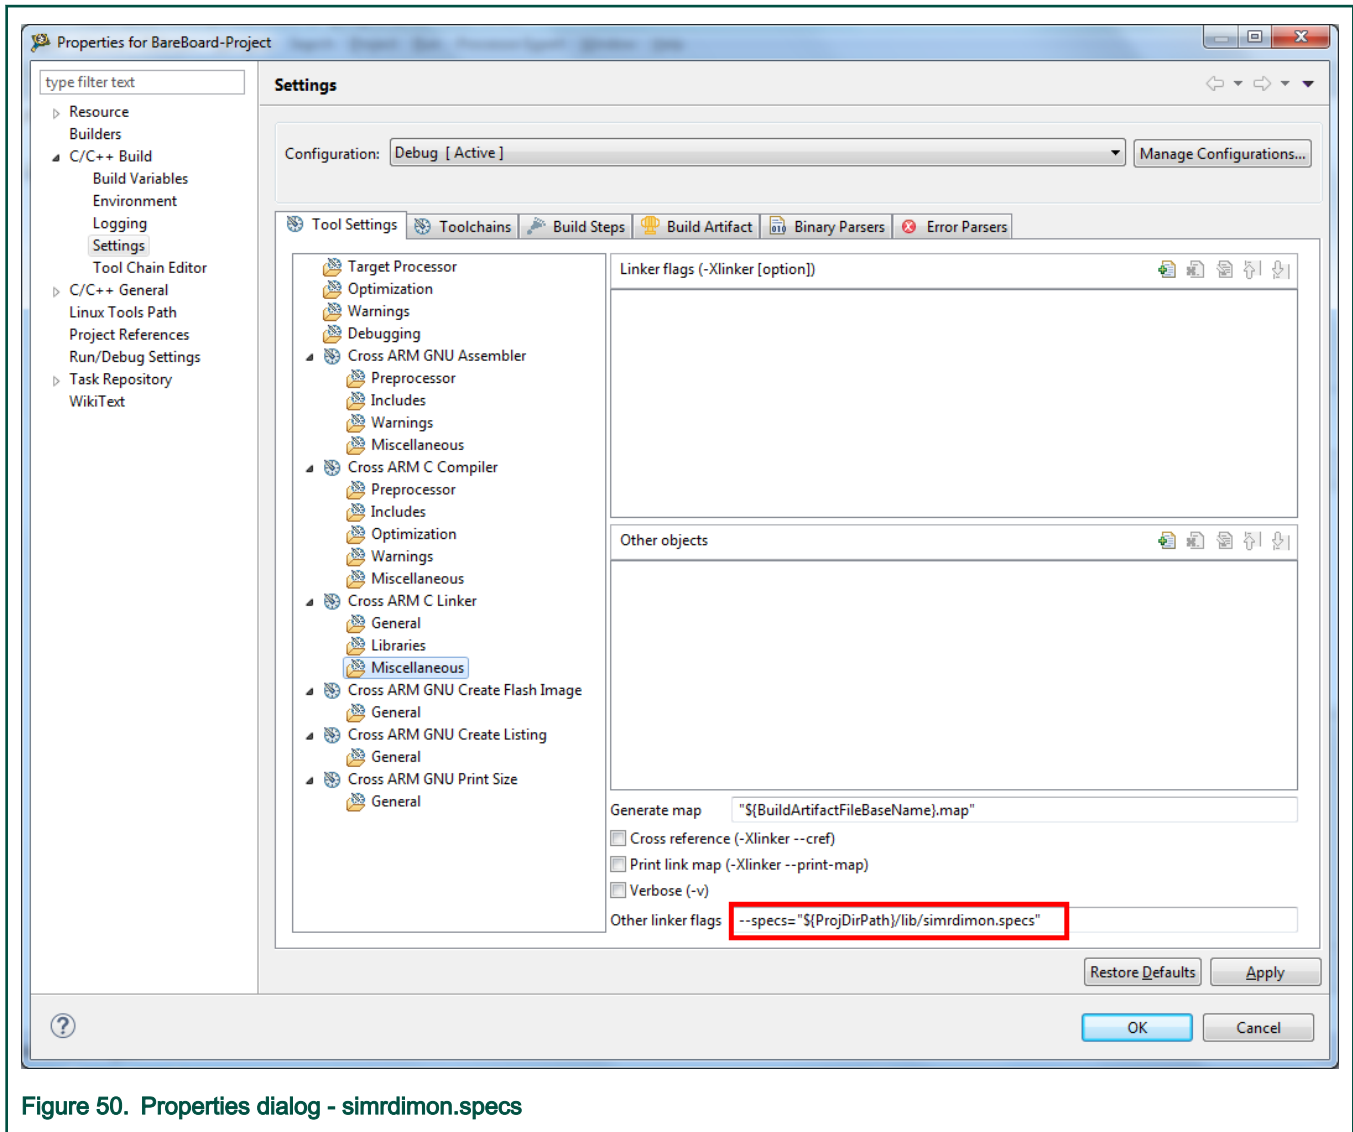 Properties for BareBoard-Project
type filter text
Resource
Builders
C/C++ Build
Build Variables
Environment
Logging
Settings
Tool Chain Editor
C/C++ General
Linux Tools Path
Project References
Run/Debug Settings
Task Repository
WikiText
Settings
Configuration:
Debug [ Active ]
Manage Configurations...
Tool Settings
Toolchains
Build Steps
Build Artifact
Binary Parsers
Error Parsers
Target Processor
Optimization
Warnings
Debugging
Cross ARM GNU Assembler
Preprocessor
Includes
Warnings
Miscellaneous
Cross ARM C Compiler
Preprocessor
Includes
Optimization
Warnings
Miscellaneous
Cross ARM C Linker
General
Libraries
Miscellaneous
Cross ARM GNU Create Flash Image
General
Cross ARM GNU Create Listing
General
Cross ARM GNU Print Size
General
Linker flags (-Xlinker [option])
Other objects
Generate map "${BuildArtifactFileBaseName}.map"
Cross reference (-Xlinker --cref)
Print link map (-Xlinker --print-map)
Verbose (-v)
Other linker flags --specs="${ProjDirPath}/lib/simrdimon.specs"
Restore Defaults
Apply
OK
Cancel
Figure 50. Properties dialog - simrdimon.specs